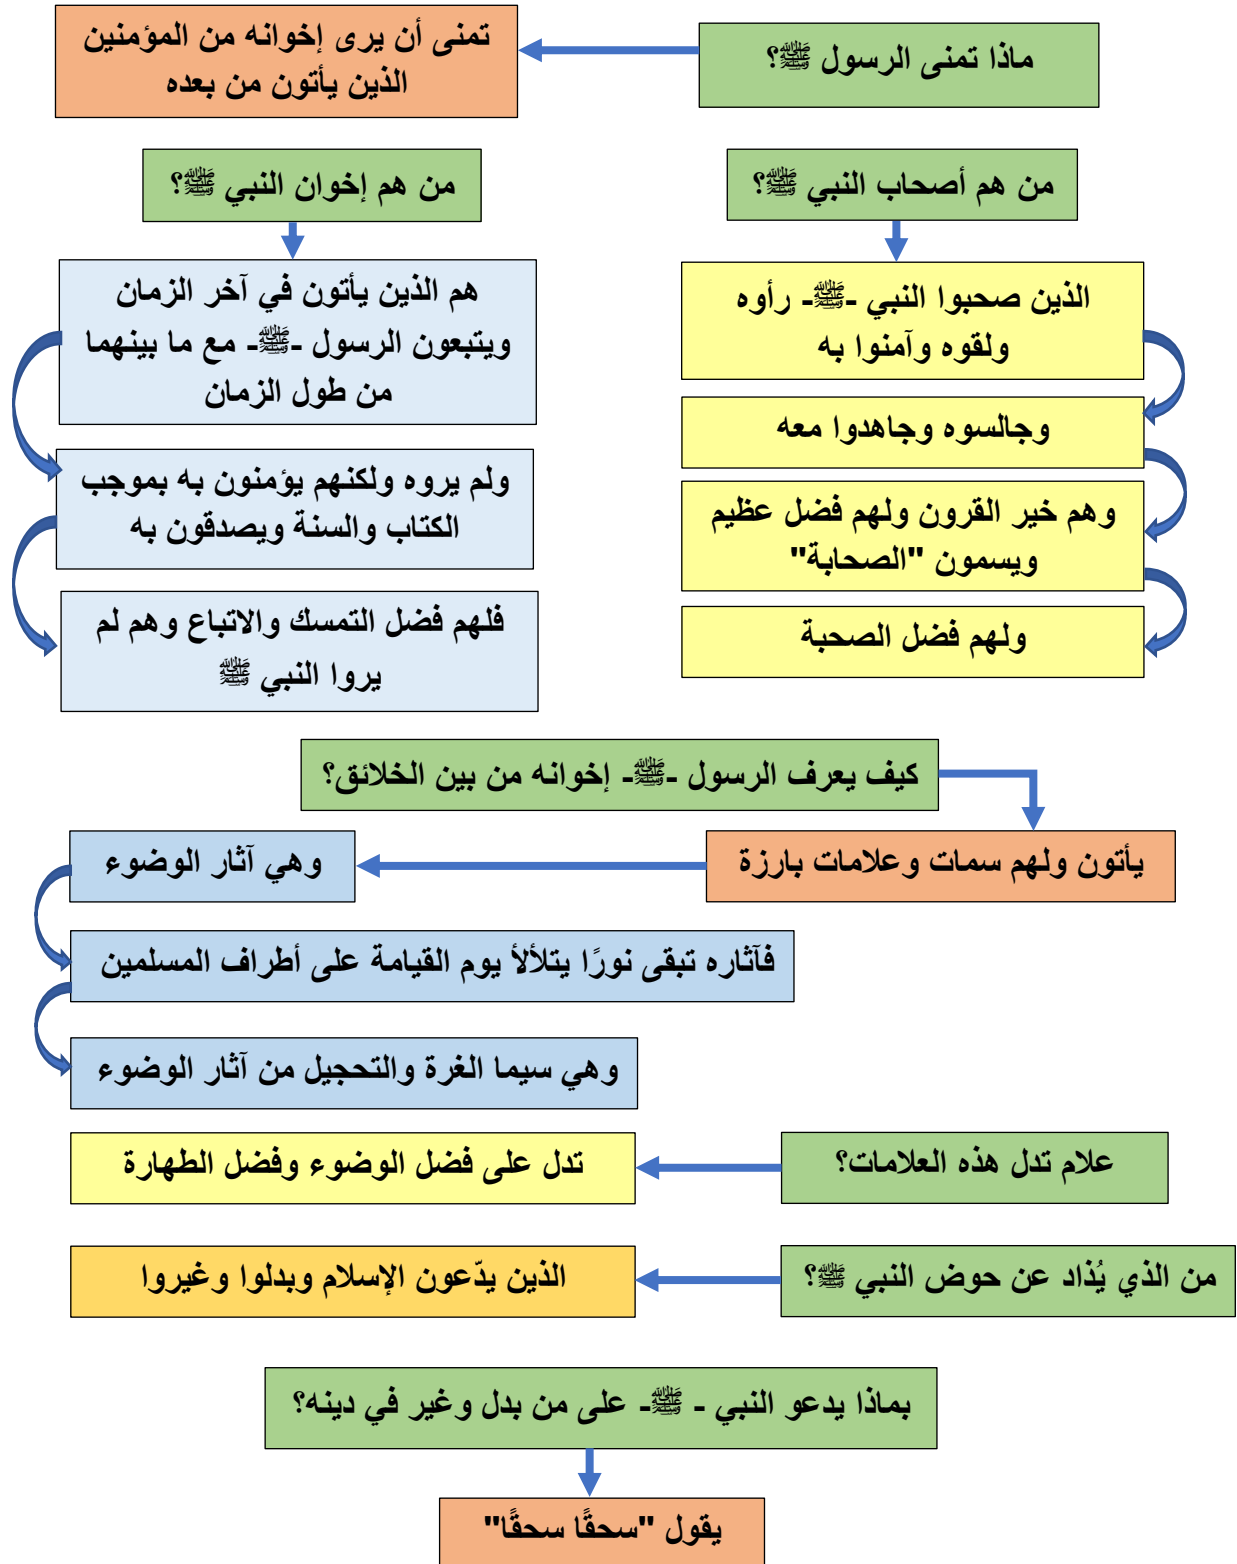 ماذا تمنى الرسول ﷺ؟
تمنى أن يرى إخوانه من المؤمنين
الذين يأتون من بعده
من هم أصحاب النبي ﷺ؟
الذين صحبوا النبي -ﷺ- رأوه
ولقوه وآمنوا به
وجالسوه وجاهدوا معه
وهم خير القرون ولهم فضل عظيم
ويسمون "الصحابة"
ولهم فضل الصحبة
من هم إخوان النبي ﷺ؟
هم الذين يأتون في آخر الزمان
ويتبعون الرسول -ﷺ- مع ما بينهما
من طول الزمان
ولم يروه ولكنهم يؤمنون به بموجب
الكتاب والسنة ويصدقون به
فلهم فضل التمسك والاتباع وهم لم
يروا النبي ﷺ
كيف يعرف الرسول -ﷺ- إخوانه من بين الخلائق؟
يأتون ولهم سمات وعلامات بارزة
وهي آثار الوضوء
فآثاره تبقى نورًا يتلألأ يوم القيامة على أطراف المسلمين
وهي سيما الغرة والتحجيل من آثار الوضوء
علام تدل هذه العلامات؟
تدل على فضل الوضوء وفضل الطهارة
من الذي يُذاد عن حوض النبي ﷺ؟
الذين يدّعون الإسلام وبدلوا وغيروا
بماذا يدعو النبي - ﷺ- على من بدل وغير في دينه؟
يقول "سحقًا سحقًا"